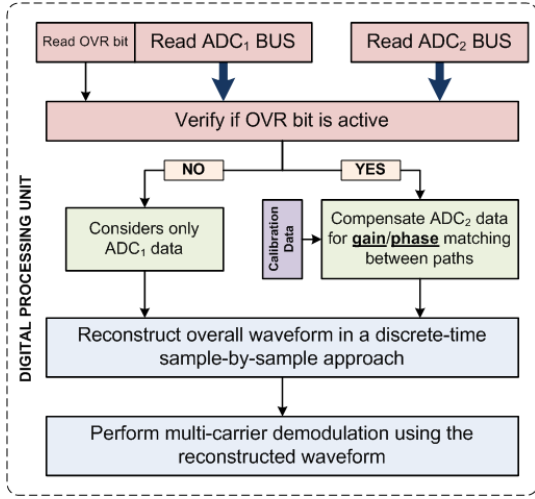 Read OVR bit
Read ADC₁ BUS
Read ADC₂ BUS
Verify if OVR bit is active
NO
YES
Considers only
ADC₁ data
Calibration
Data
Compensate ADC₂ data
for gain/phase matching
between paths
Reconstruct overall waveform in a discrete-time
sample-by-sample approach
Perform multi-carrier demodulation using the
reconstructed waveform
DIGITAL PROCESSING UNIT